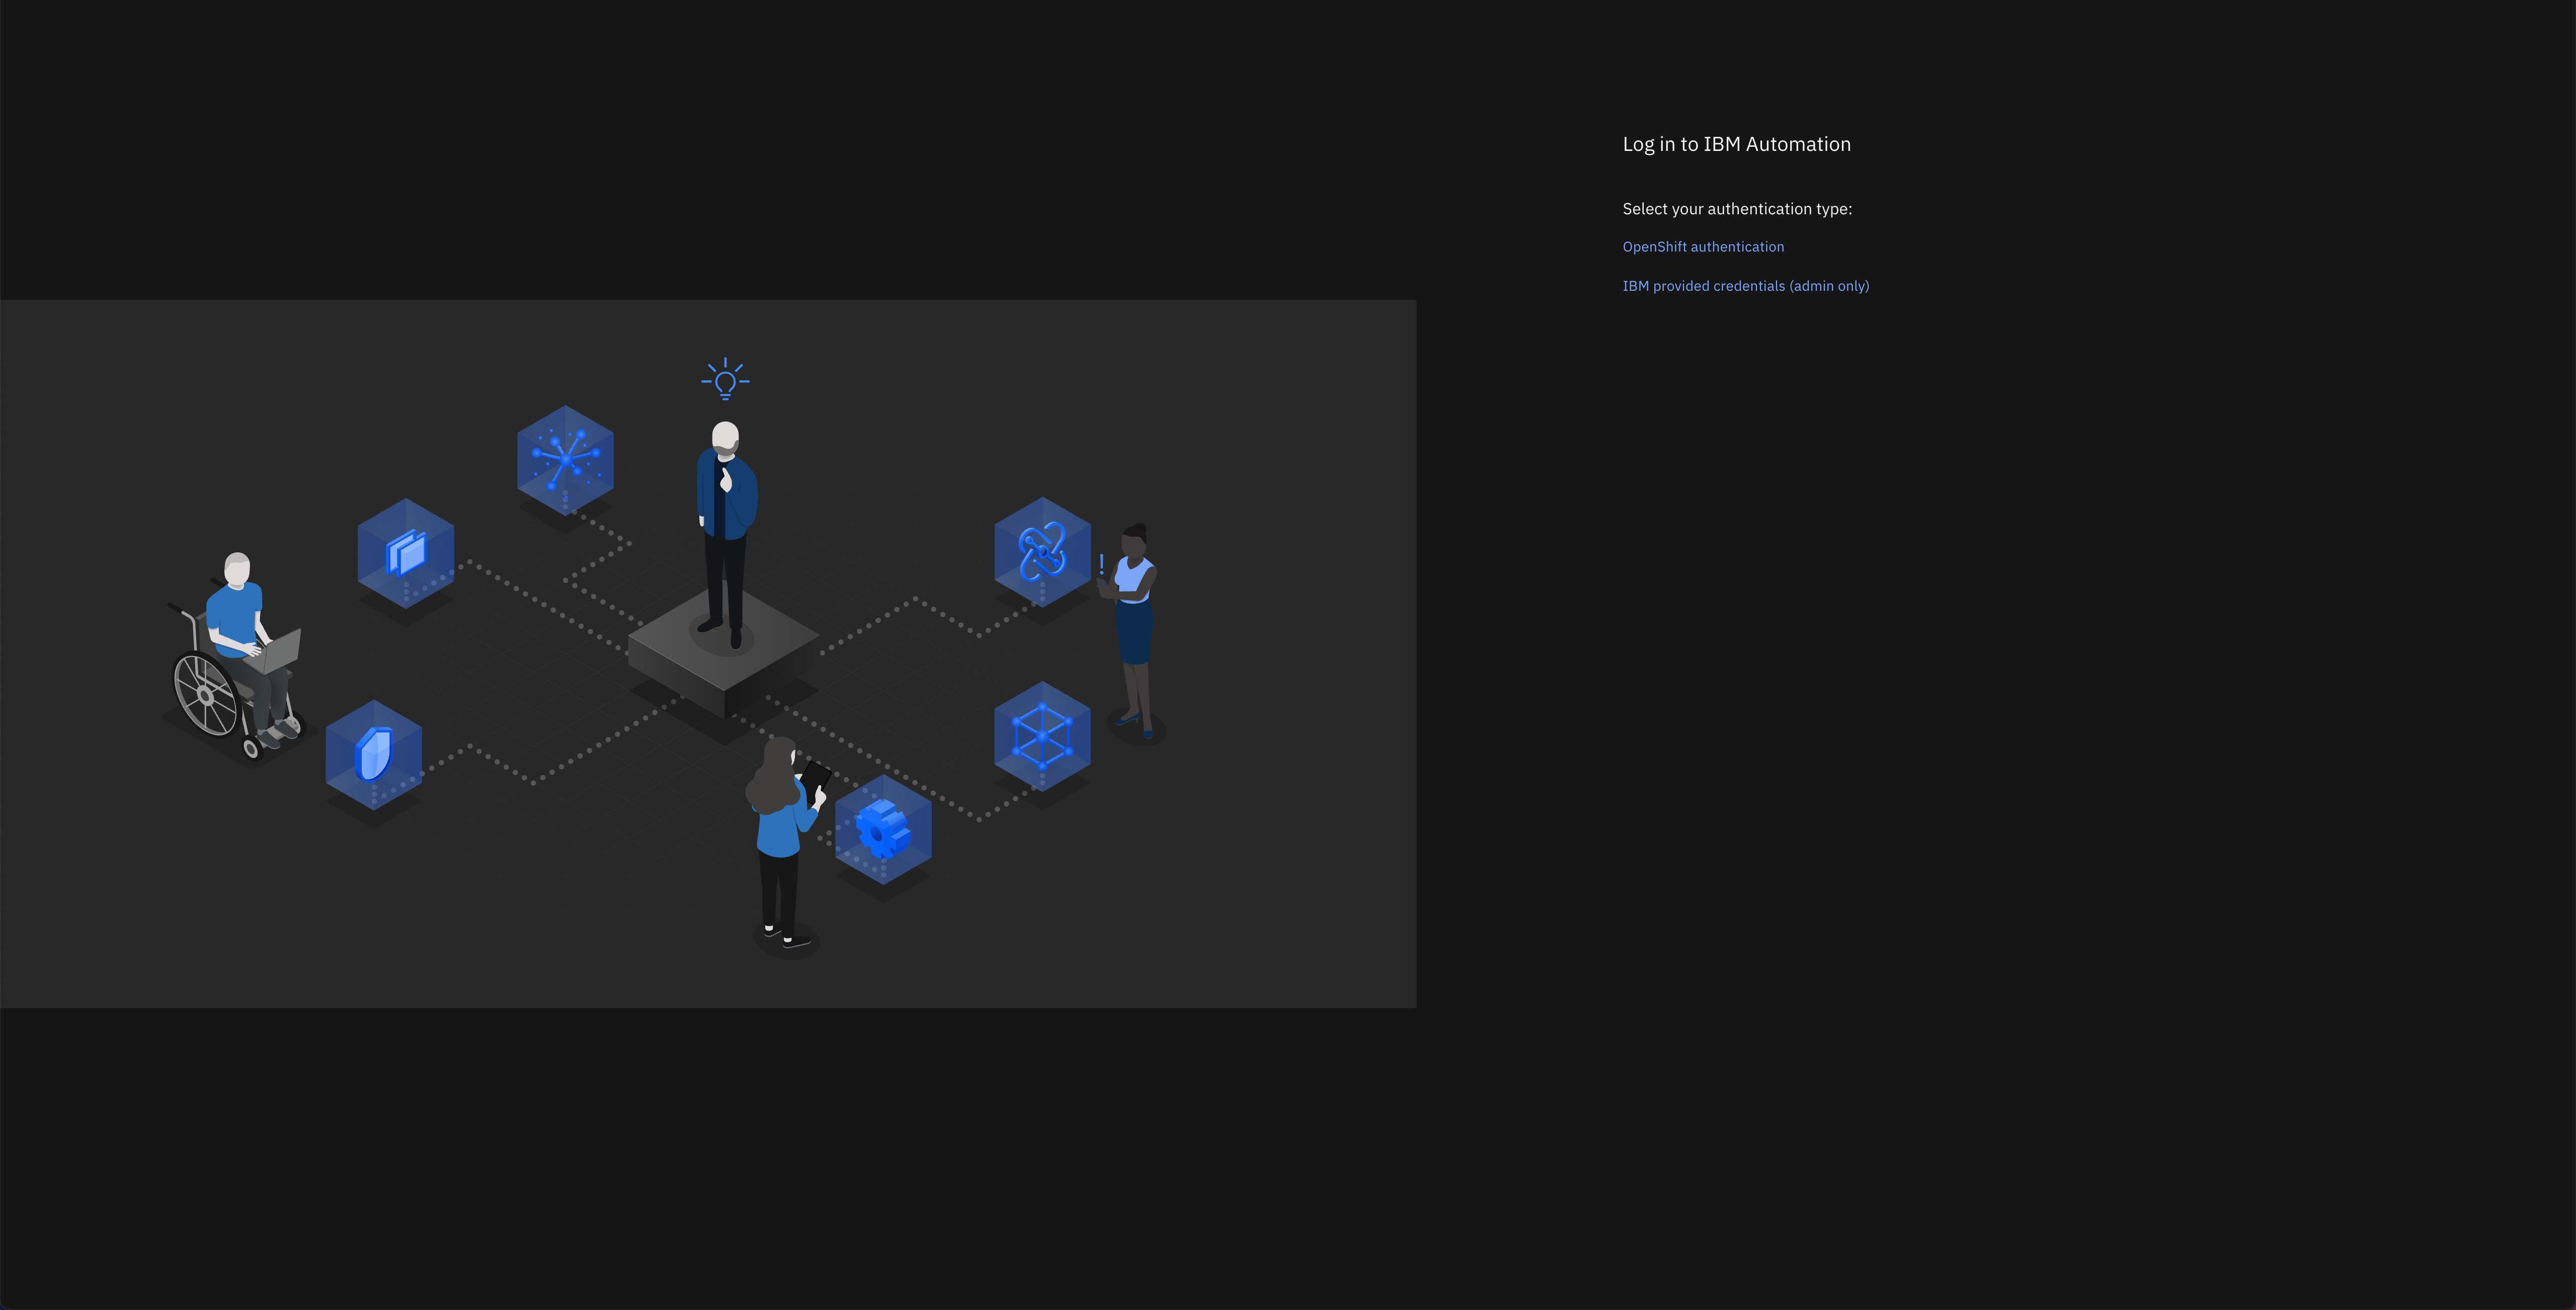 Log in to IBM Automation
Select your authentication type:
OpenShift authentication
IBM provided credentials (admin only)